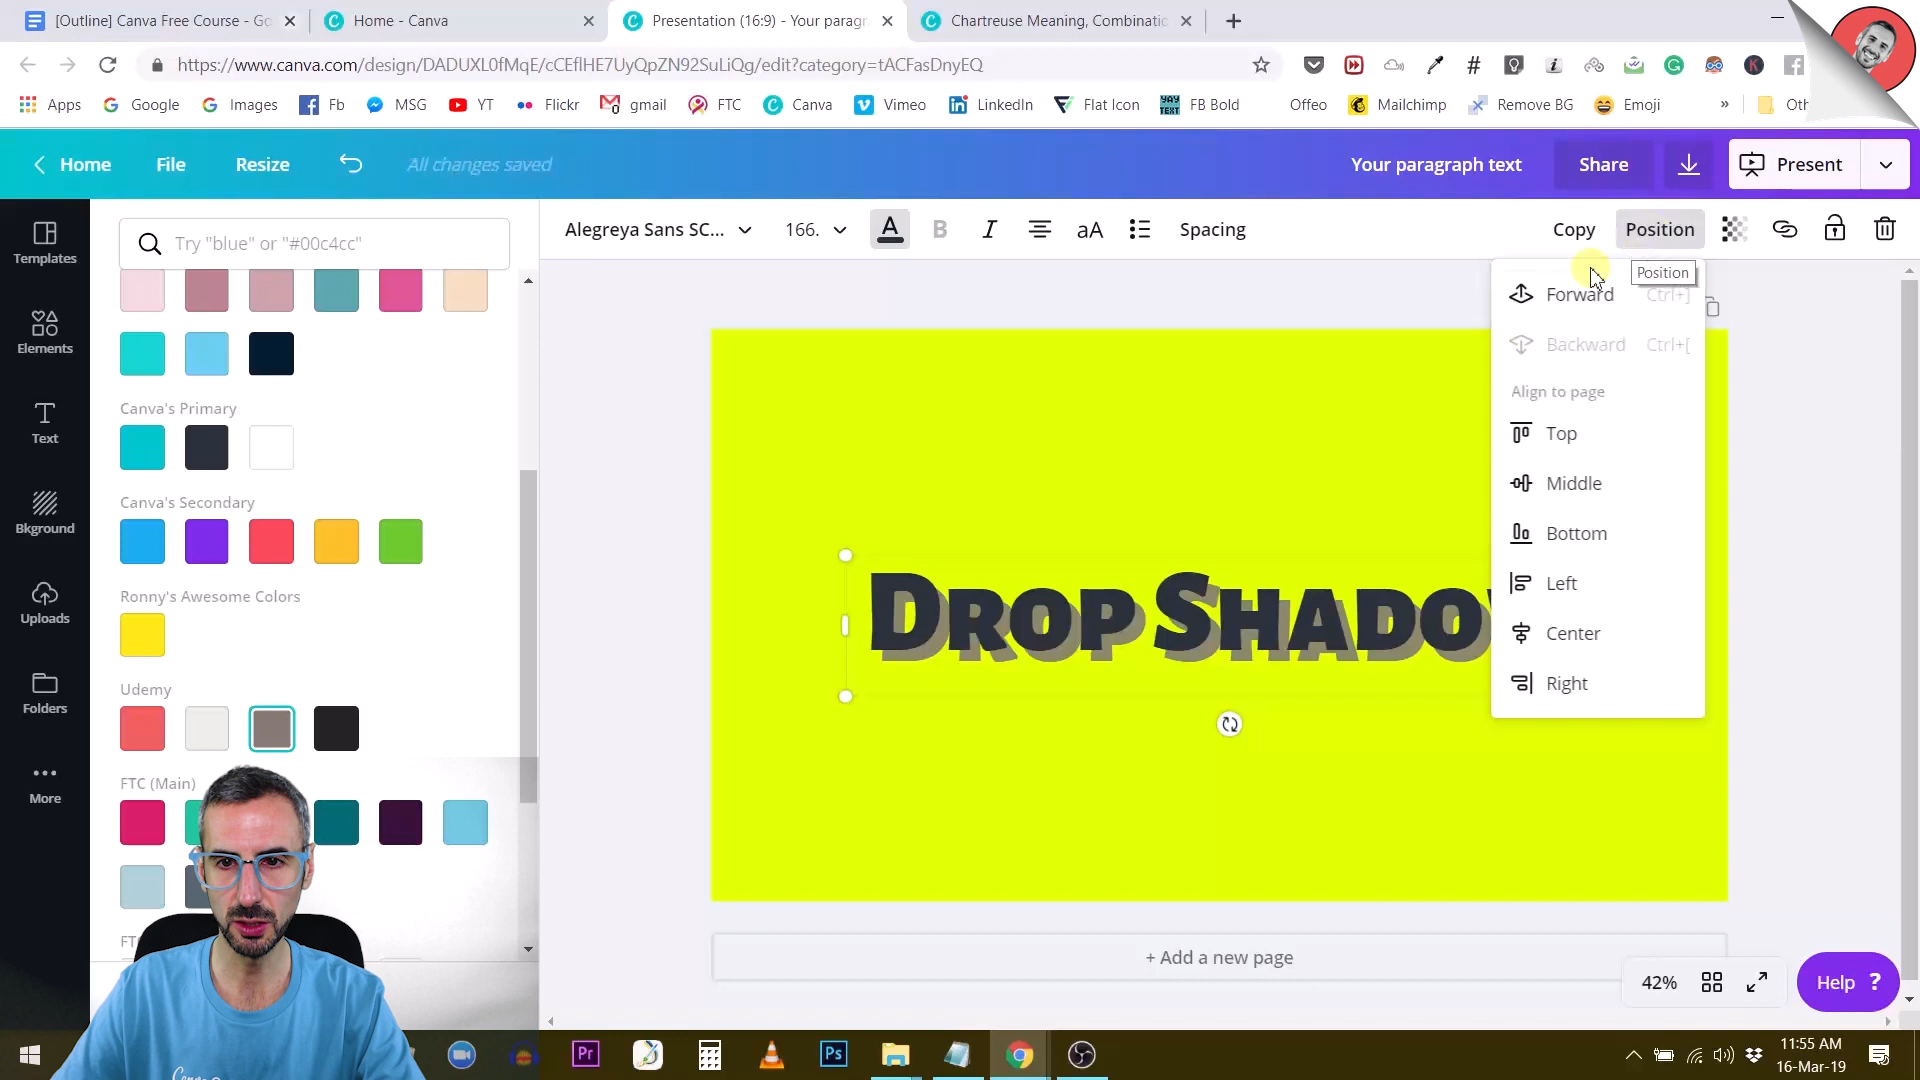 [Outline] Canva Free Course - Go
Home - Canva
Presentation (16:9) - Your paragr
Chartreuse Meaning, Combinatio
https://www.canva.com/design/DADUXL0fMqE/cCEflHE7UyQpZN92SuLiQg/edit?category=tACFasDnyEQ
Apps Google Images Fb MSG YT Flickr gmail FTC Canva Vimeo LinkedIn Flat Icon FB Bold Offeo Mailchimp Remove BG Emoji » Oth
Home File Resize All changes saved Your paragraph text Share Present
Templates
Elements
Text
Bkground
Uploads
Folders
More
Try "blue" or "#00c4cc"
Canva's Primary
Canva's Secondary
Ronny's Awesome Colors
Udemy
FTC (Main)
Alegreya Sans SC... 166. A B I aA Spacing Copy Position
Position
Forward Ctrl+]
Backward Ctrl+[
Align to page
Top
Middle
Bottom
Left
Center
Right
DROP SHADO
+ Add a new page
42%
Help ?
Pr
Ps
11:55 AM
16-Mar-19